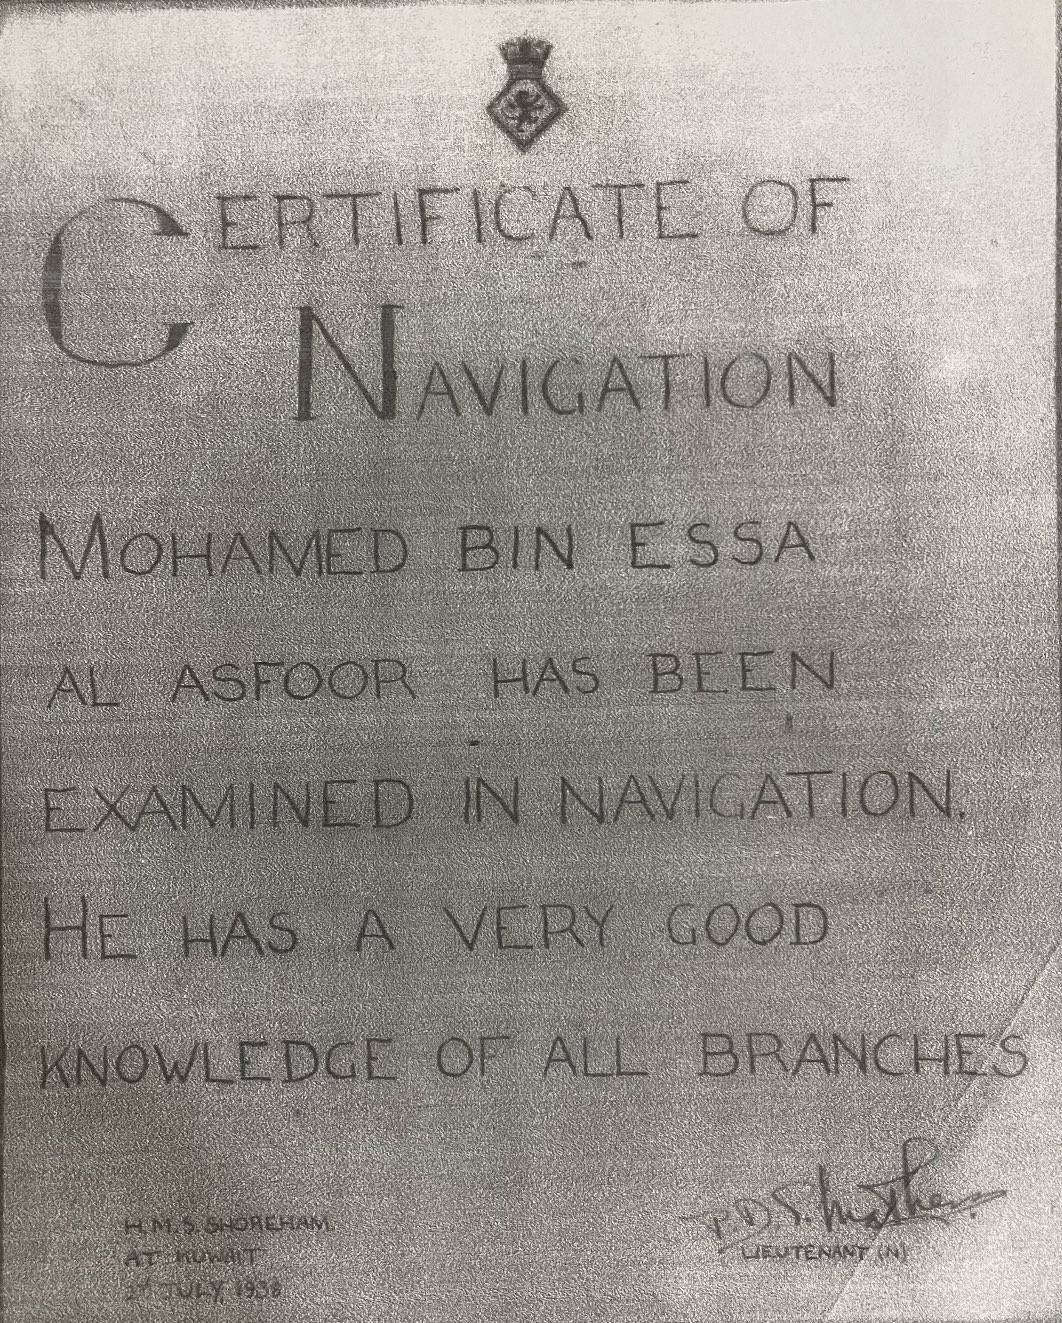 CERTIFICATE OF
NAVIGATION
MOHAMED BIN ESSA
AL ASFOOR HAS BEEN
EXAMINED IN NAVIGATION.
HE HAS A VERY GOOD
KNOWLEDGE OF ALL BRANCHES
H.M.S. SHOREHAM.
AT KUWAIT
JULY 1938
D.S.
LIEUTENANT (N)